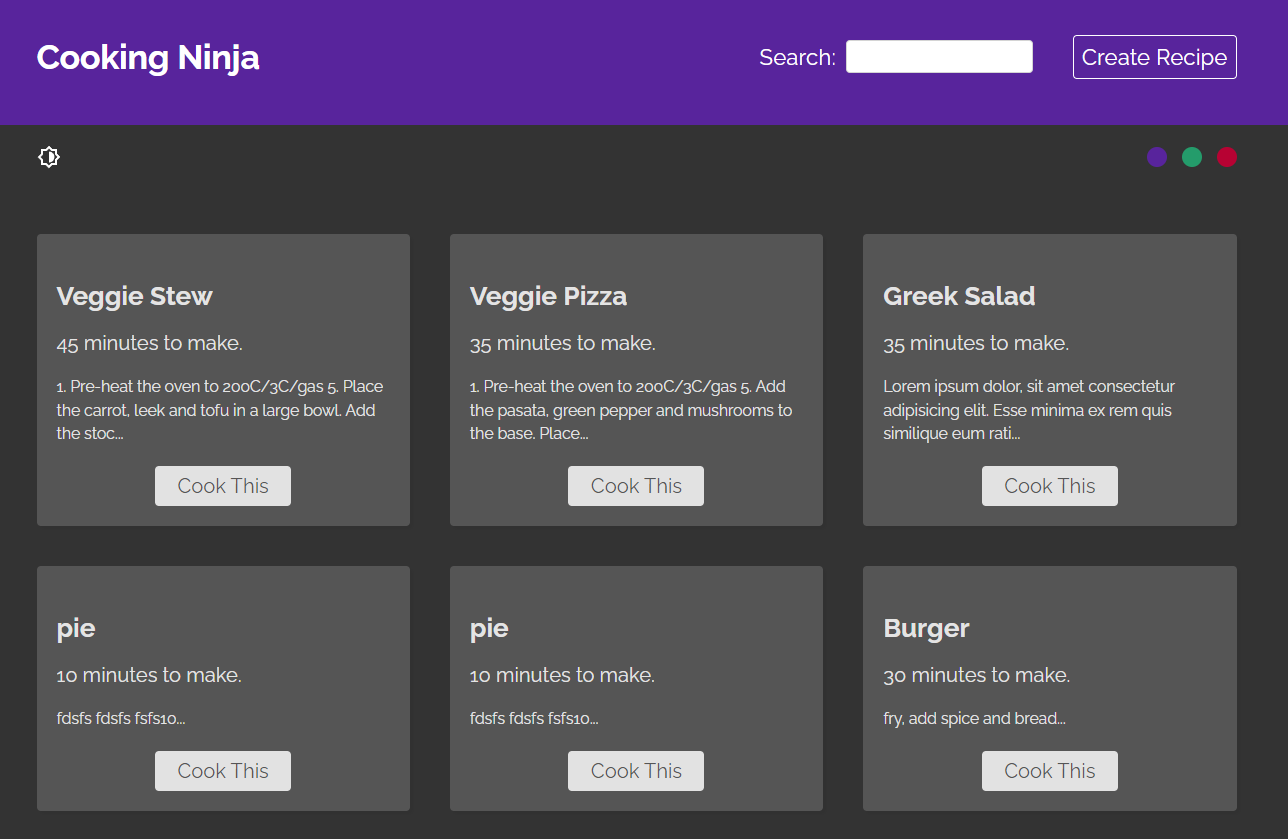 Cooking Ninja
Search:
Create Recipe
Veggie Stew
45 minutes to make.
1. Pre-heat the oven to 200C/3C/gas 5. Place
the carrot, leek and tofu in a large bowl. Add
the stoc...
Cook This
Veggie Pizza
35 minutes to make.
1. Pre-heat the oven to 200C/3C/gas 5. Add
the pasata, green pepper and mushrooms to
the base. Place...
Cook This
Greek Salad
35 minutes to make.
Lorem ipsum dolor, sit amet consectetur
adipisicing elit. Esse minima ex rem quis
similique eum rati...
Cook This
pie
10 minutes to make.
fdsfs fdsfs fsfs10...
Cook This
pie
10 minutes to make.
fdsfs fdsfs fsfs10...
Cook This
Burger
30 minutes to make.
fry, add spice and bread...
Cook This